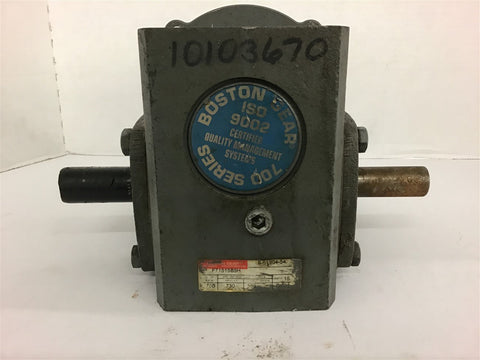 10103670
BOSTON GEAR
ISO
9002
CERTIFIED
QUALITY MANAGEMENT
SYSTEMS
700 SERIES